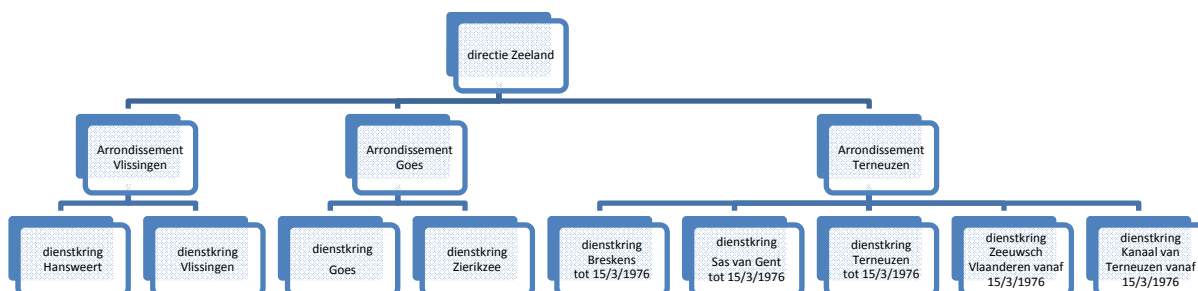 directie Zeeland
Arrondissement
Vlissingen
Arrondissement
Goes
Arrondissement
Terneuzen
dienstkring
Hansweert
dienstkring
Vlissingen
dienstkring
Goes
dienstkring
Zierikzee
dienstkring
Breskens
tot 15/3/1976
dienstkring
Sas van Gent
tot 15/3/1976
dienstkring
Terneuzen
tot 15/3/1976
dienstkring
Zeeuwsch
Vlaanderen vanaf
15/3/1976
dienstkring
Kanaal van
Terneuzen vanaf
15/3/1976